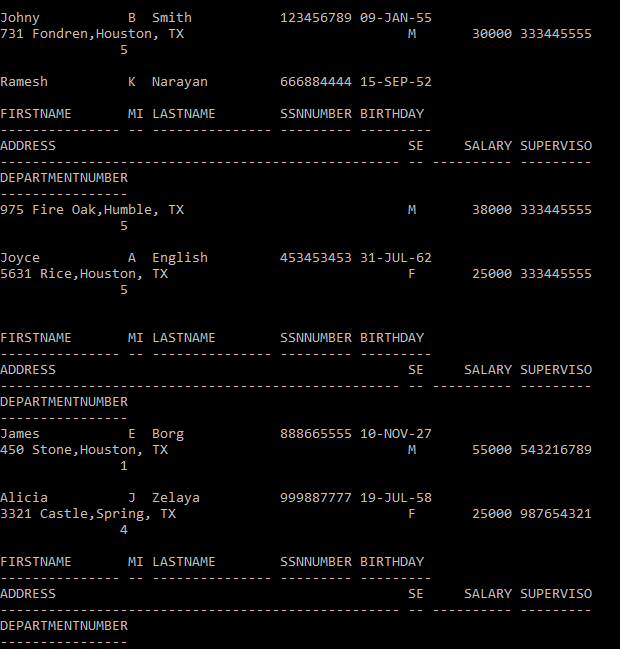 Johny           B  Smith           123456789 09-JAN-55
731 Fondren,Houston, TX                            M       30000 333445555
               5
Ramesh          K  Narayan         666884444 15-SEP-52
FIRSTNAME       MI LASTNAME        SSNNUMBER BIRTHDAY
--------------- -- --------------- --------- ---------
ADDRESS                                            SE     SALARY SUPERVISO
-------------------------------------------------- -- ---------- ---------
DEPARTMENTNUMBER
----------------
975 Fire Oak,Humble, TX                            M       38000 333445555
               5
Joyce           A  English         453453453 31-JUL-62
5631 Rice,Houston, TX                              F       25000 333445555
               5
FIRSTNAME       MI LASTNAME        SSNNUMBER BIRTHDAY
--------------- -- --------------- --------- ---------
ADDRESS                                            SE     SALARY SUPERVISO
-------------------------------------------------- -- ---------- ---------
DEPARTMENTNUMBER
----------------
James           E  Borg            888665555 10-NOV-27
450 Stone,Houston, TX                              M       55000 543216789
               1
Alicia          J  Zelaya          999887777 19-JUL-58
3321 Castle,Spring, TX                             F       25000 987654321
               4
FIRSTNAME       MI LASTNAME        SSNNUMBER BIRTHDAY
--------------- -- --------------- --------- ---------
ADDRESS                                            SE     SALARY SUPERVISO
-------------------------------------------------- -- ---------- ---------
DEPARTMENTNUMBER
----------------